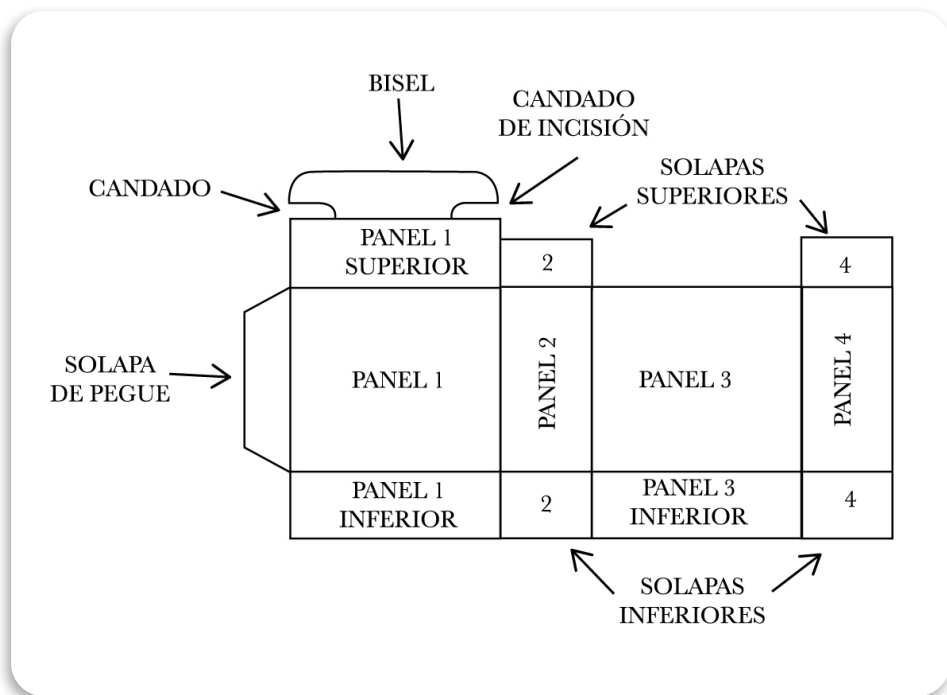 BISEL
CANDADO
DE INCISIÓN
CANDADO
SOLAPAS
SUPERIORES
PANEL 1
SUPERIOR
2
4
SOLAPA
DE PEGUE
PANEL 1
PANEL 2
PANEL 3
PANEL 4
PANEL 1
INFERIOR
2
PANEL 3
INFERIOR
4
SOLAPAS
INFERIORES